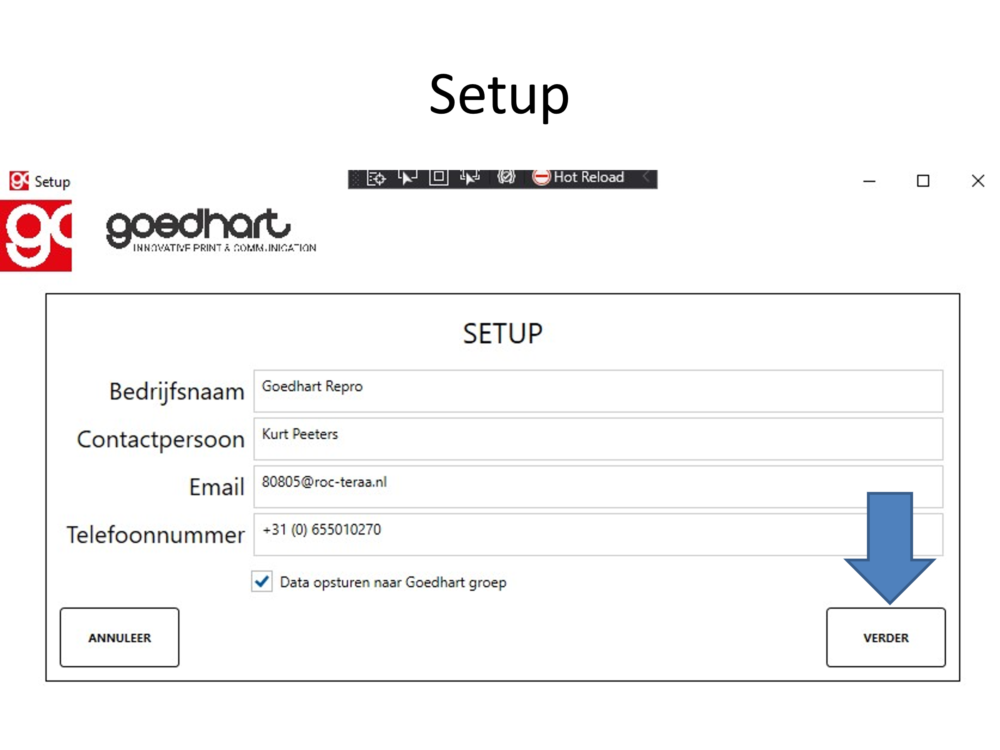 Setup
Setup
Hot Reload
goedhart
INNOVATIVE PRINT & COMMUNICATION
SETUP
Bedrijfsnaam Goedhart Repro
Contactpersoon Kurt Peeters
Email 80805@roc-teraa.nl
Telefoonnummer +31 (0) 655010270
Data opsturen naar Goedhart groep
ANNULEER VERDER